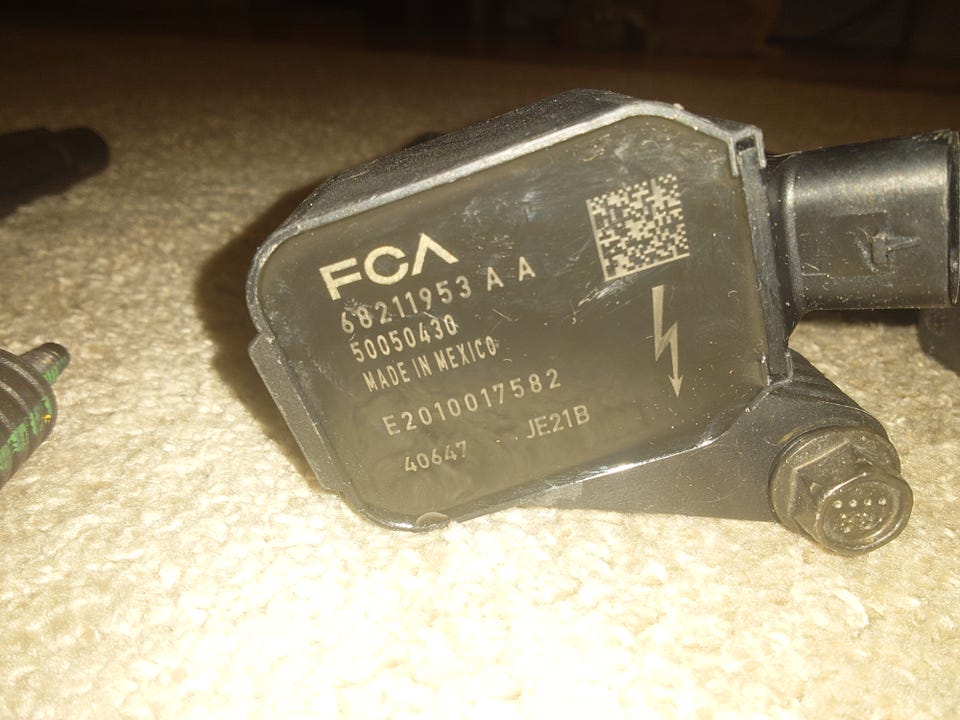 FCA
68211953 A A
50050430
MADE IN MEXICO
E2010017582
40647 JE21B